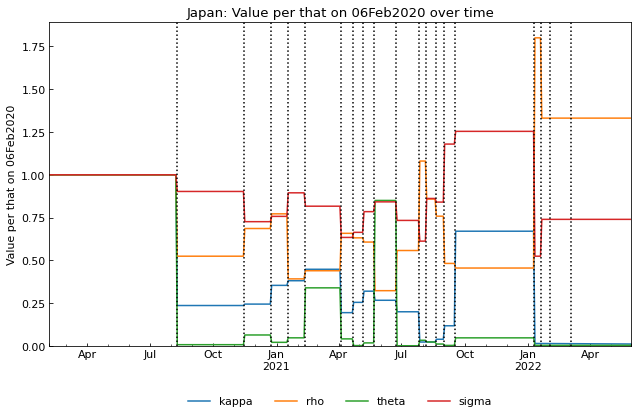 Japan: Value per that on 06Feb2020 over time
Value per that on 06Feb2020
1.75
1.50
1.25
1.00
0.75
0.50
0.25
0.00
Apr Jul Oct Jan Apr Jul Oct Jan Apr
2021 2022
kappa rho theta sigma